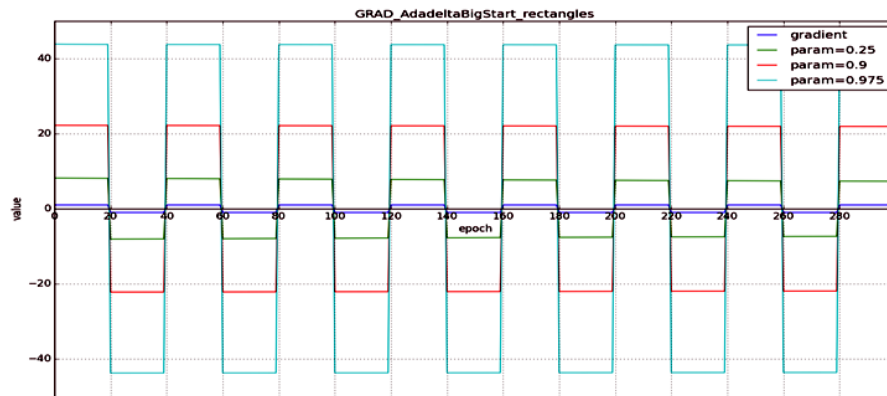 GRAD_AdadeltaBigStart_rectangles
gradient
param=0.25
param=0.9
param=0.975
value
40
20
0
−20
−40
0 20 40 60 80 100 120 140 160 180 200 220 240 260 280
epoch